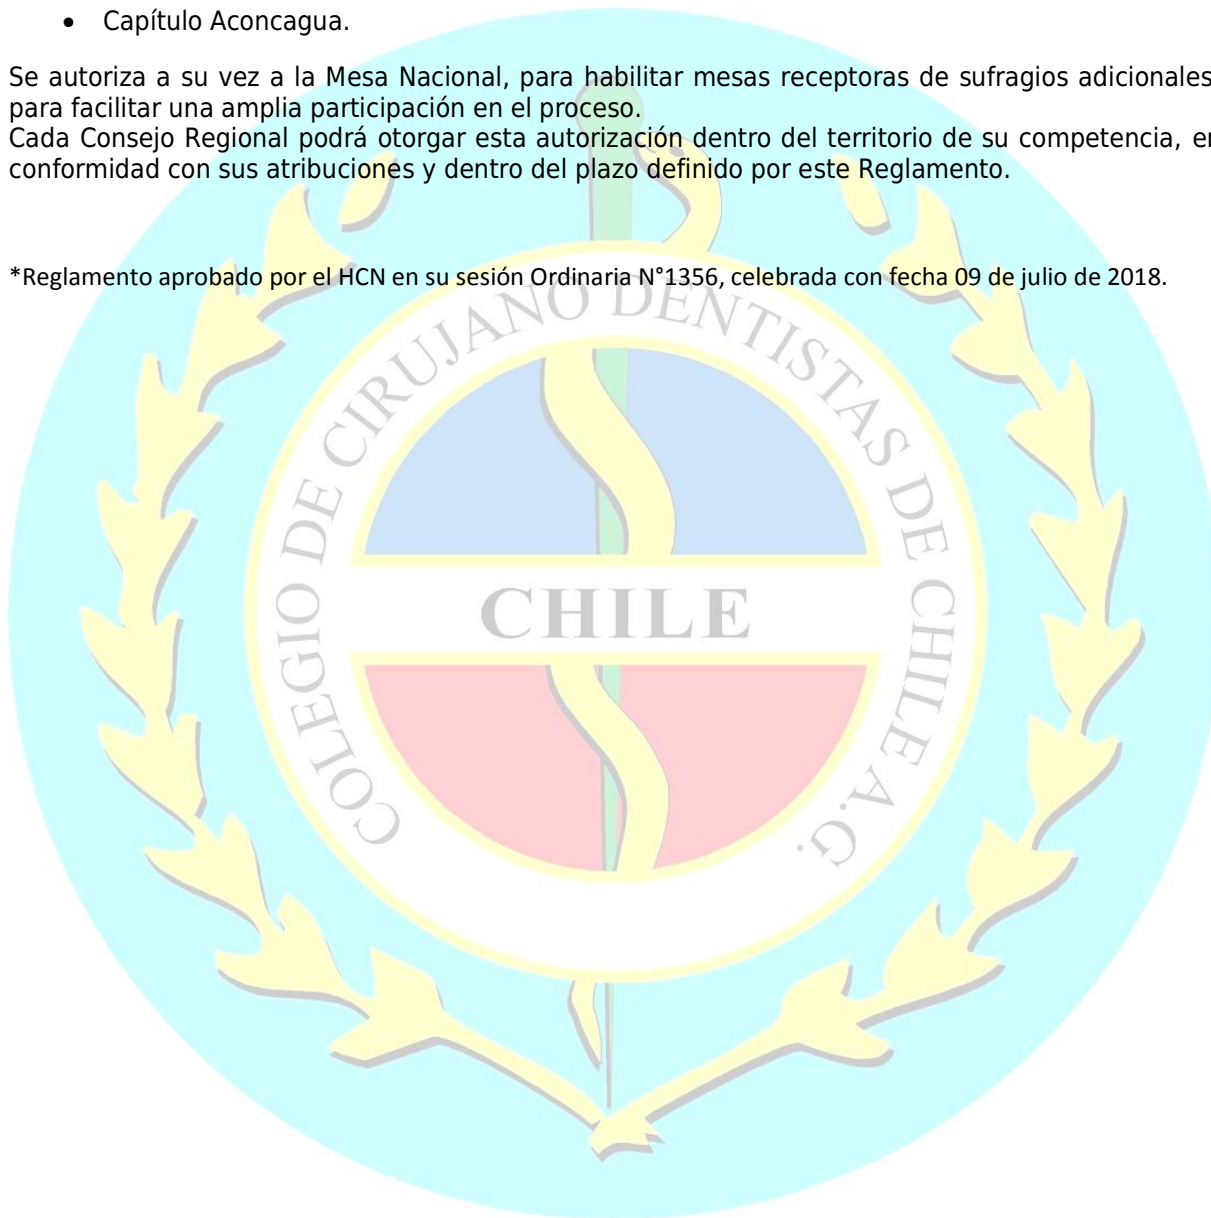 • Capítulo Aconcagua.
Se autoriza a su vez a la Mesa Nacional, para habilitar mesas receptoras de sufragios adicionales
para facilitar una amplia participación en el proceso.
Cada Consejo Regional podrá otorgar esta autorización dentro del territorio de su competencia, en
conformidad con sus atribuciones y dentro del plazo definido por este Reglamento.
*Reglamento aprobado por el HCN en su sesión Ordinaria N°1356, celebrada con fecha 09 de julio de 2018.
COLEGIO DE CIRUJANO DENTISTAS DE CHILE A.G.
CHILE